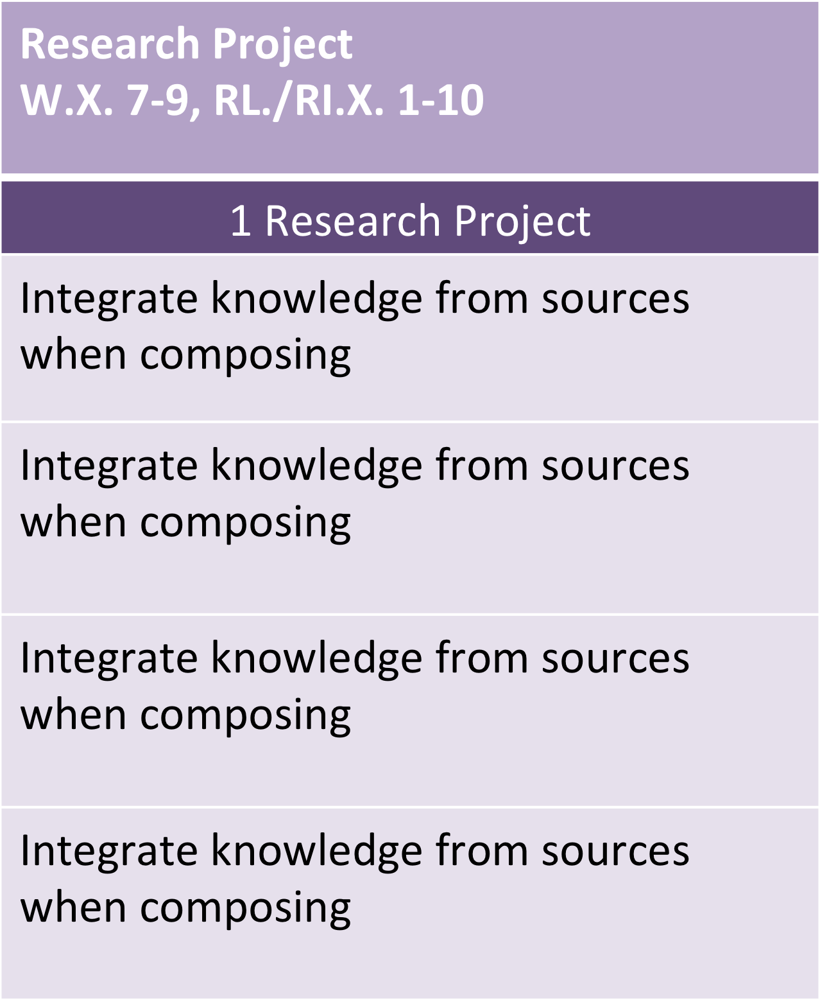 Research Project
W.X. 7-9, RL./RI.X. 1-10
1 Research Project
Integrate knowledge from sources
when composing
Integrate knowledge from sources
when composing
Integrate knowledge from sources
when composing
Integrate knowledge from sources
when composing